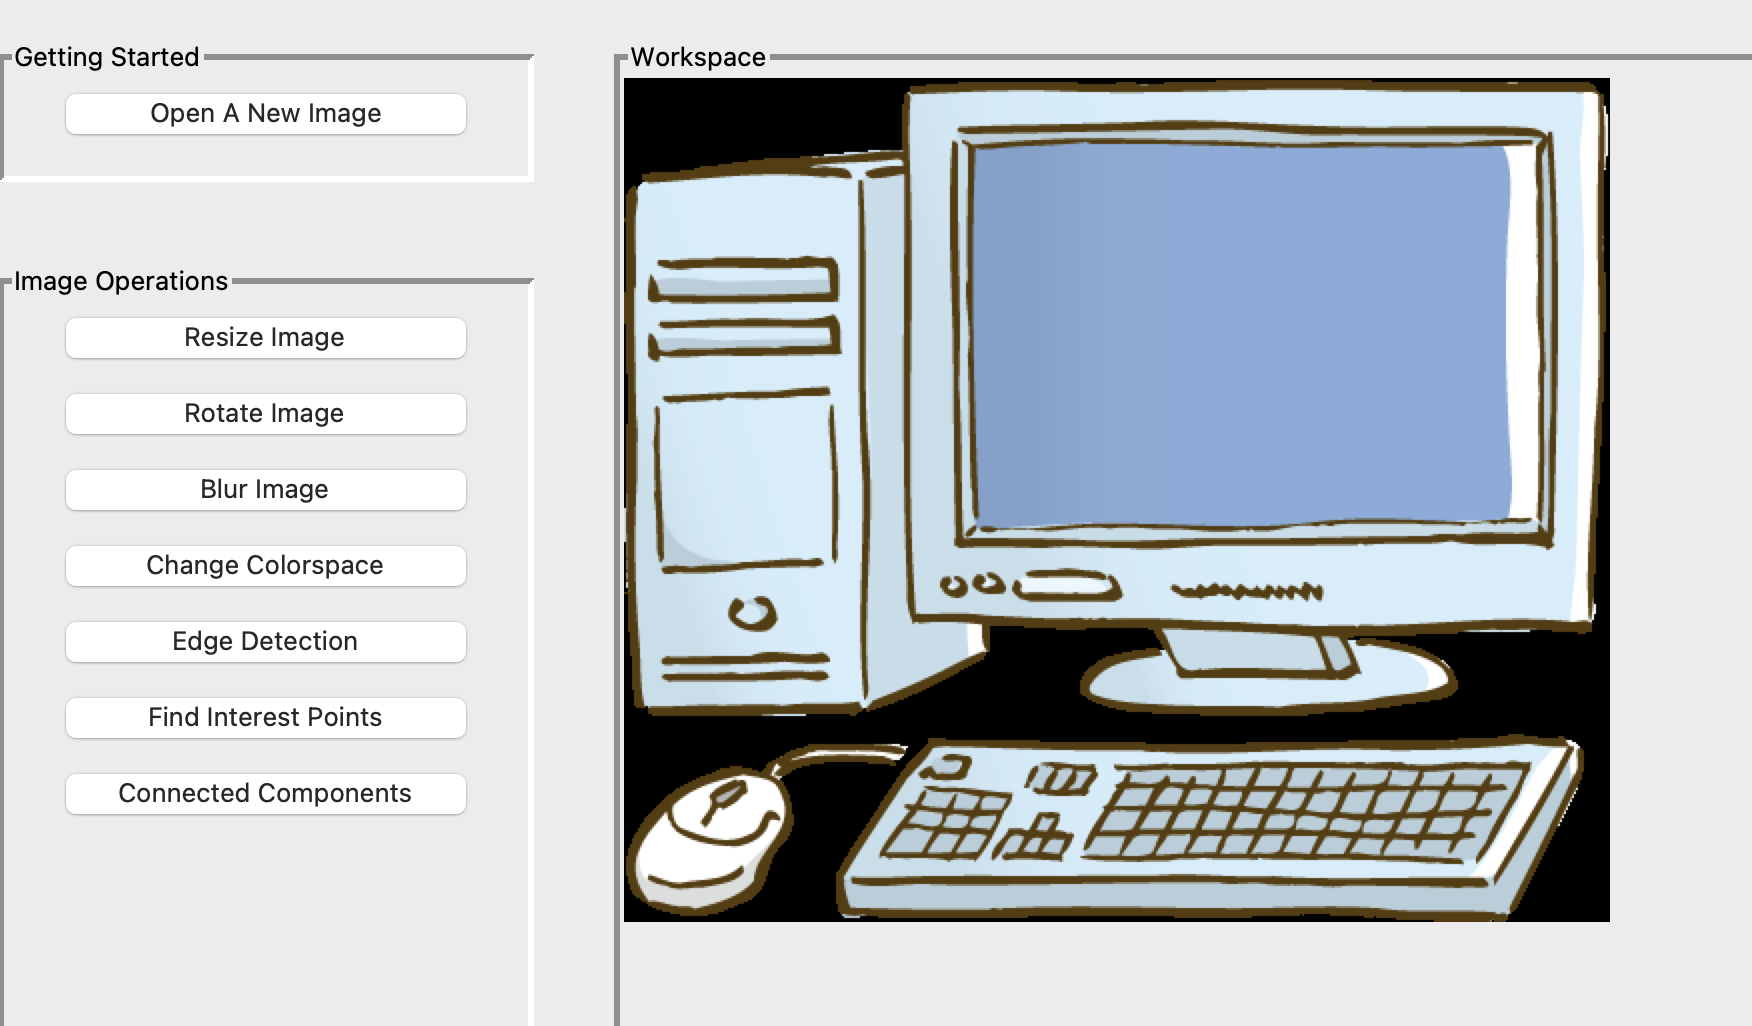 Getting Started
Open A New Image
Image Operations
Resize Image
Rotate Image
Blur Image
Change Colorspace
Edge Detection
Find Interest Points
Connected Components
Workspace